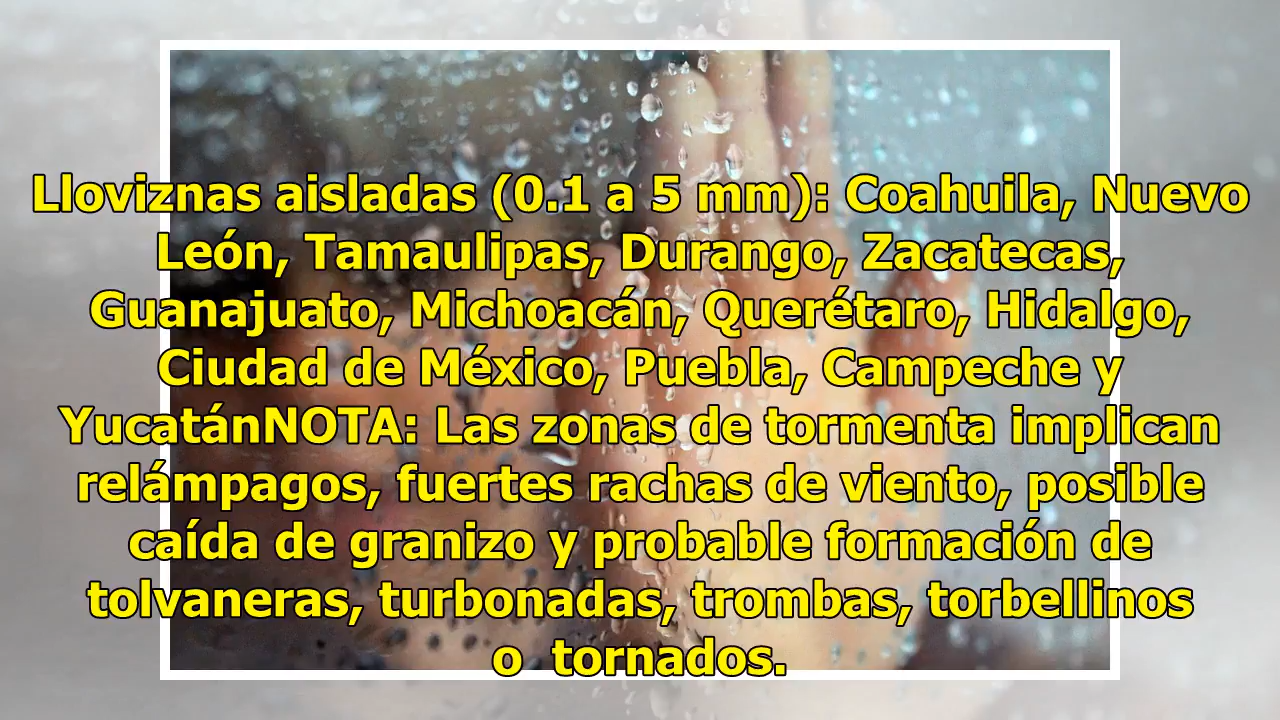 Lloviznas aisladas (0.1 a 5 mm): Coahuila, Nuevo
León, Tamaulipas, Durango, Zacatecas,
Guanajuato, Michoacán, Querétaro, Hidalgo,
Ciudad de México, Puebla, Campeche y
YucatánNOTA: Las zonas de tormenta implican
relámpagos, fuertes rachas de viento, posible
caída de granizo y probable formación de
tolvaneras, turbonadas, trombas, torbellinos
o  tornados.